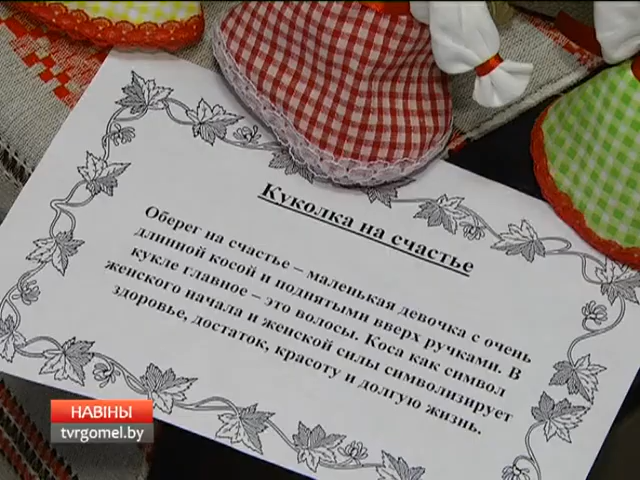 Куколка на счастье
Оберег на счастье – маленькая девочка с очень
длинной косой и поднятыми вверх ручками. В
кукле главное – это волосы. Коса как символ
женского начала и женской силы символизирует
здоровье, достаток, красоту и долгую жизнь.
НАВІНЫ
tvrgomel.by